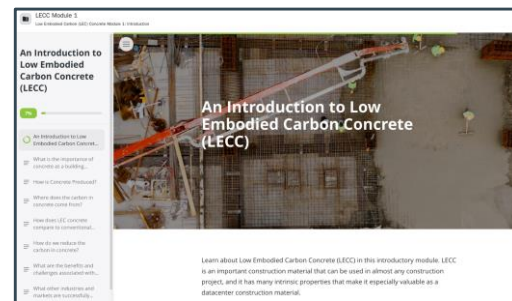 LECC Module 1
Low Embodied Carbon (LEC) Concrete Module 1: Introduction
An Introduction to
Low Embodied
Carbon Concrete
(LECC)
7%
An Introduction to Low
Embodied Carbon Concret...
What is the importance of
concrete as a building...
How is Concrete Produced?
Where does the carbon in
concrete come from?
How does LEC concrete
compare to conventional...
How do we reduce the
carbon in concrete?
What are the benefits and
challenges associated with...
What other industries and
markets are successfully...
An Introduction to Low
Embodied Carbon Concrete
(LECC)
Learn about Low Embodied Carbon Concrete (LECC) in this introductory module. LECC
is an important construction material that can be used in almost any construction
project, and it has many intrinsic properties that make it especially valuable as a
datacenter construction material.